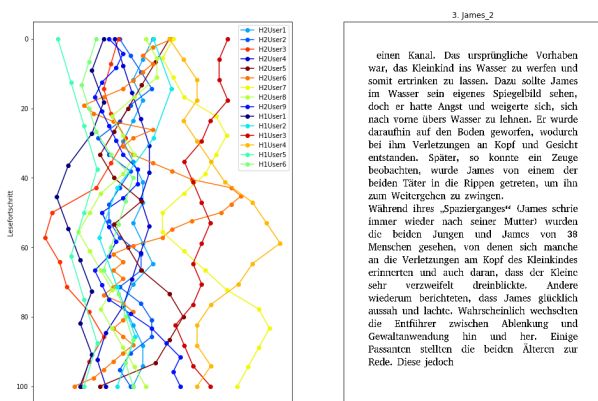 3. James_2
0
20
40
60
80
100
Lesefortschritt
H2User1
H2User2
H2User3
H2User4
H2User5
H2User6
H2User7
H2User8
H2User9
H1User1
H1User2
H1User3
H1User4
H1User5
H1User6
einen Kanal. Das ursprüngliche Vorhaben
war, das Kleinkind ins Wasser zu werfen und
somit ertrinken zu lassen. Dazu sollte James
im Wasser sein eigenes Spiegelbild sehen,
doch er hatte Angst und weigerte sich, sich
nach vorne übers Wasser zu lehnen. Er wurde
daraufhin auf den Boden geworfen, wodurch
bei ihm Verletzungen an Kopf und Gesicht
entstanden. Später, so konnte ein Zeuge
beobachten, wurde James von einem der
beiden Täter in die Rippen getreten, um ihn
zum Weitergehen zu zwingen.
Während ihres „Spazierganges“ (James schrie
immer wieder nach seiner Mutter) wurden
die beiden Jungen und James von 38
Menschen gesehen, von denen sich manche
an die Verletzungen am Kopf des Kleinkindes
erinnerten und auch daran, dass der Kleine
sehr verzweifelt dreinblickte. Andere
wiederum berichteten, dass James glücklich
aussah und lachte. Wahrscheinlich wechselten
die Entführer zwischen Ablenkung und
Gewaltanwendung hin und her. Einige
Passanten stellten die beiden Älteren zur
Rede. Diese jedoch